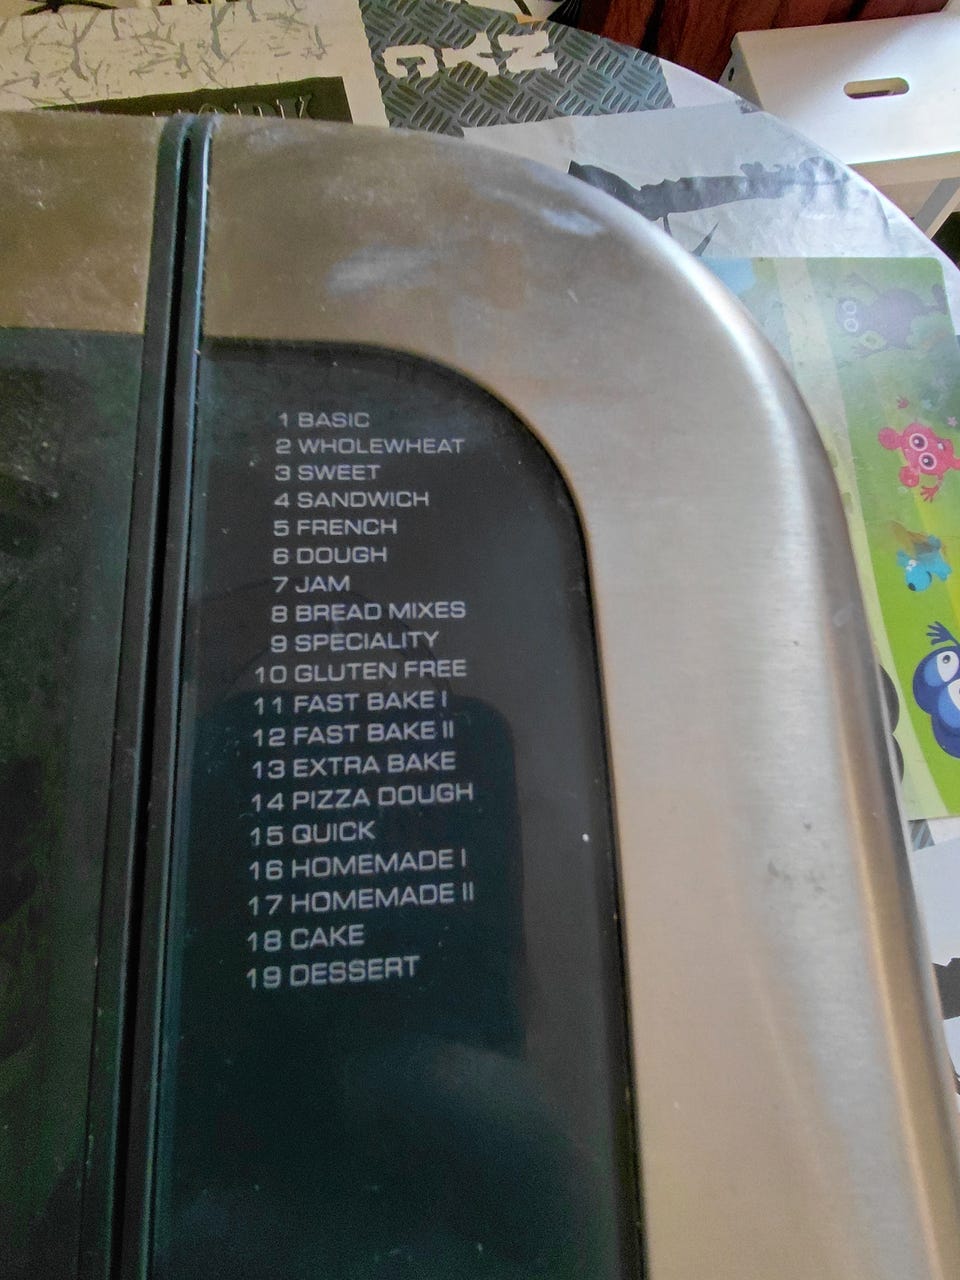 1 BASIC
2 WHOLEWHEAT
3 SWEET
4 SANDWICH
5 FRENCH
6 DOUGH
7 JAM
8 BREAD MIXES
9 SPECIALITY
10 GLUTEN FREE
11 FAST BAKE I
12 FAST BAKE II
13 EXTRA BAKE
14 PIZZA DOUGH
15 QUICK
16 HOMEMADE I
17 HOMEMADE II
18 CAKE
19 DESSERT